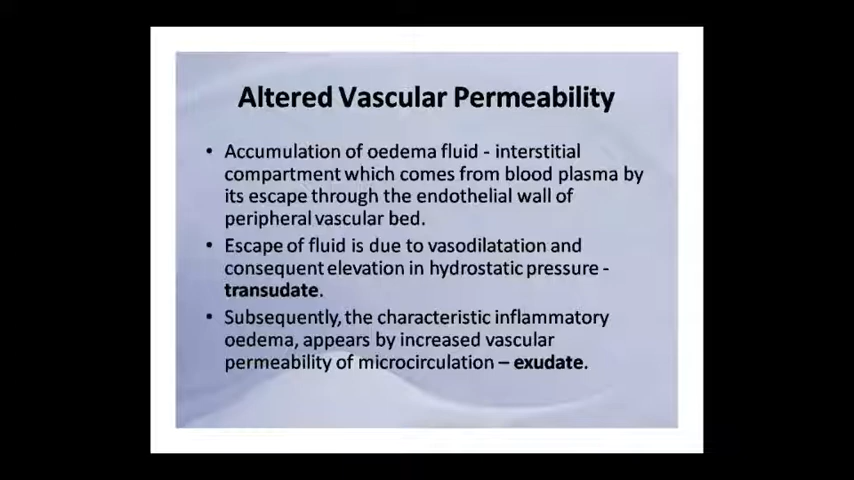 Altered Vascular Permeability
• Accumulation of oedema fluid - interstitial
compartment which comes from blood plasma by
its escape through the endothelial wall of
peripheral vascular bed.
• Escape of fluid is due to vasodilatation and
consequent elevation in hydrostatic pressure -
transudate.
• Subsequently, the characteristic inflammatory
oedema, appears by increased vascular
permeability of microcirculation – exudate.